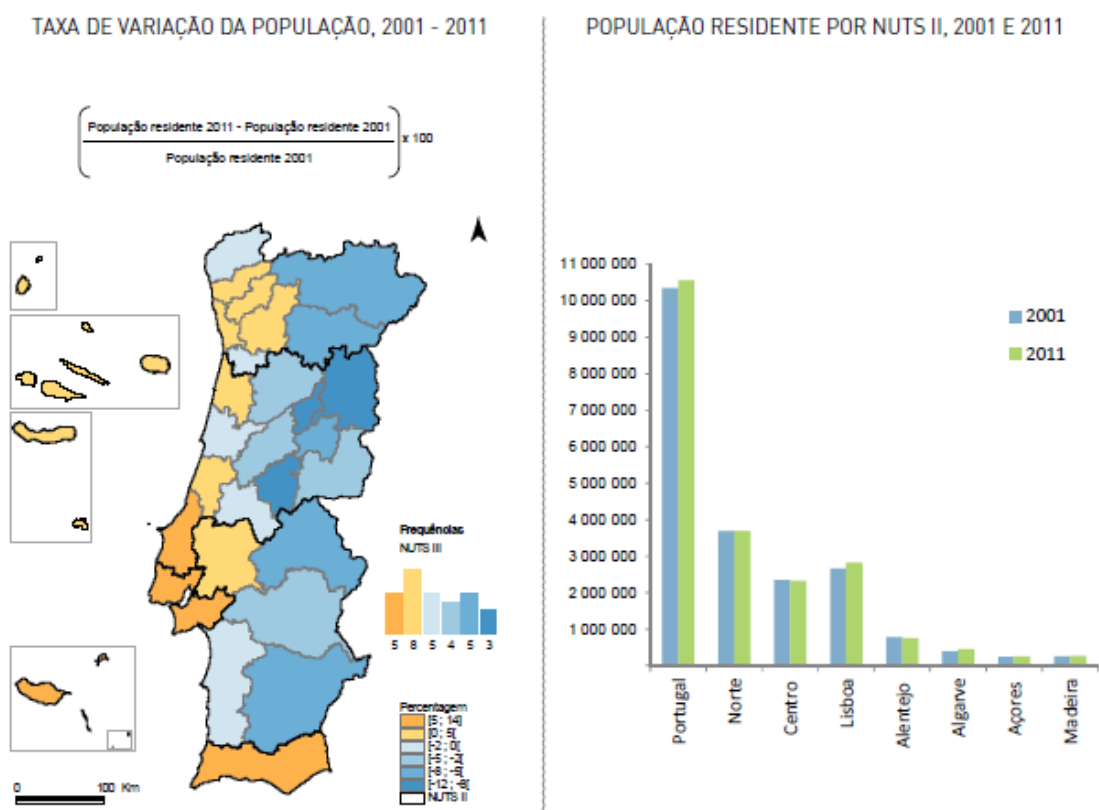 TAXA DE VARIAÇÃO DA POPULAÇÃO, 2001 - 2011
População residente 2011 - População residente 2001
População residente 2001
x 100
Frequências
NUTS III
5 8 5 4 5 3
Percentagem
[5 ; 14]
[0 ; 5[
[-2 ; 0[
[-5 ; -2[
[-8 ; -5[
[-12 ; -8[
NUTS II
0 100 Km
POPULAÇÃO RESIDENTE POR NUTS II, 2001 E 2011
11 000 000
10 000 000
9 000 000
8 000 000
7 000 000
6 000 000
5 000 000
4 000 000
3 000 000
2 000 000
1 000 000
2001
2011
Portugal
Norte
Centro
Lisboa
Alentejo
Algarve
Açores
Madeira